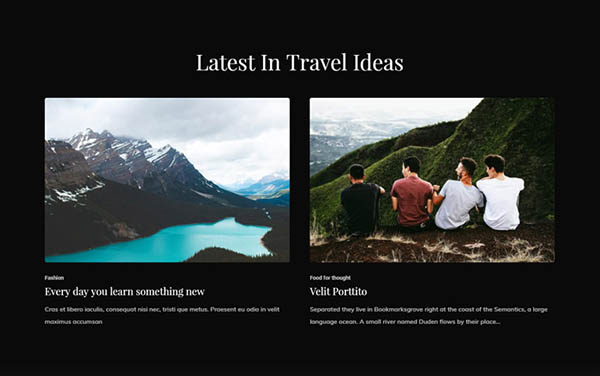 Latest In Travel Ideas
Fashion
Every day you learn something new
Cras et libero iaculis, consequat nisi nec, tristi que metus. Praesent eu odio in velit
maximus accumsan
Food for thought
Velit Porttito
Separated they live in Bookmarksgrove right at the coast of the Semantics, a large
language ocean. A small river named Duden flows by their place...